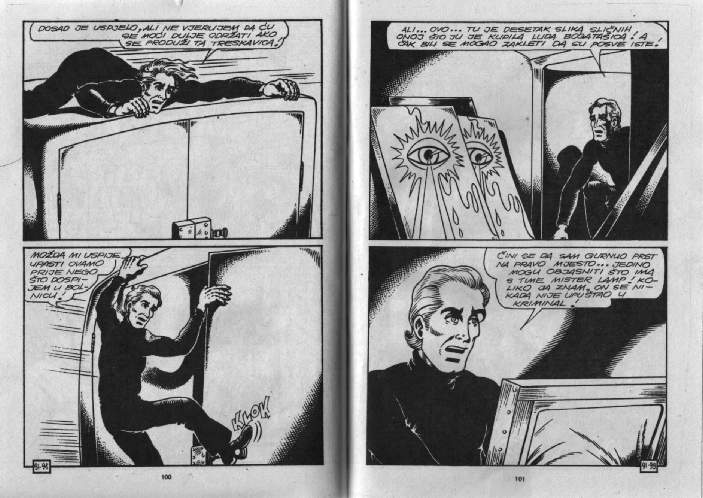 DOSAD JE USPJELO, ALI NE VJERUJEM DA ĆU
SE MOĆI DULJE ODRŽATI AKO
SE PRODUŽI TA TRESKAVICA!
MOŽDA MI USPIJE
UPASTI OVAMO
PRIJE NEGO
ŠTO DOSPI-
JEM U BOL-
NICU!
KLOK
100
ALI... OVO... TU JE DESETAK SLIKA SLIČNIH
ONOJ ŠTO JU JE KUPILA LUDA BOGATAŠICA! A
ČAK BIH SE MOGAO ZAKLETI DA SU POSVE ISTE!
ČINI SE DA SAM GURNUO PRST
NA PRAVO MJESTO... JEDINO
MOGU OBJASNITI ŠTO IMA
S TIME MISTER LAMP! KO-
LIKO JA ZNAM, ON SE NI-
KADA NIJE UPUŠTAO U
KRIMINAL!
101